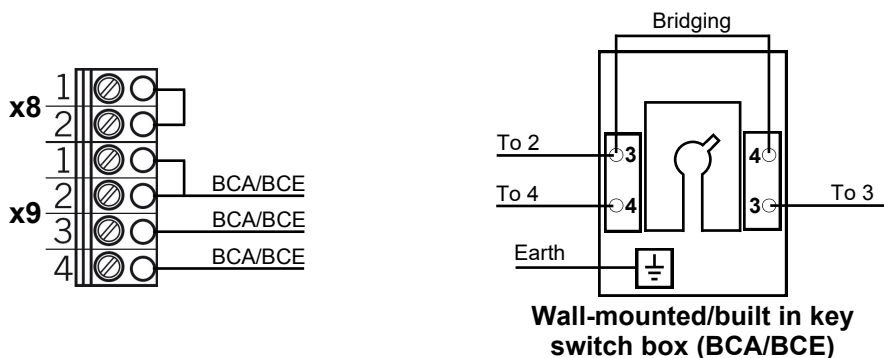 x8
1
2
x9
1
2 BCA/BCE
3 BCA/BCE
4 BCA/BCE
Bridging
To 2
3
4
To 4
4
3
To 3
Earth
Wall-mounted/built in key
switch box (BCA/BCE)